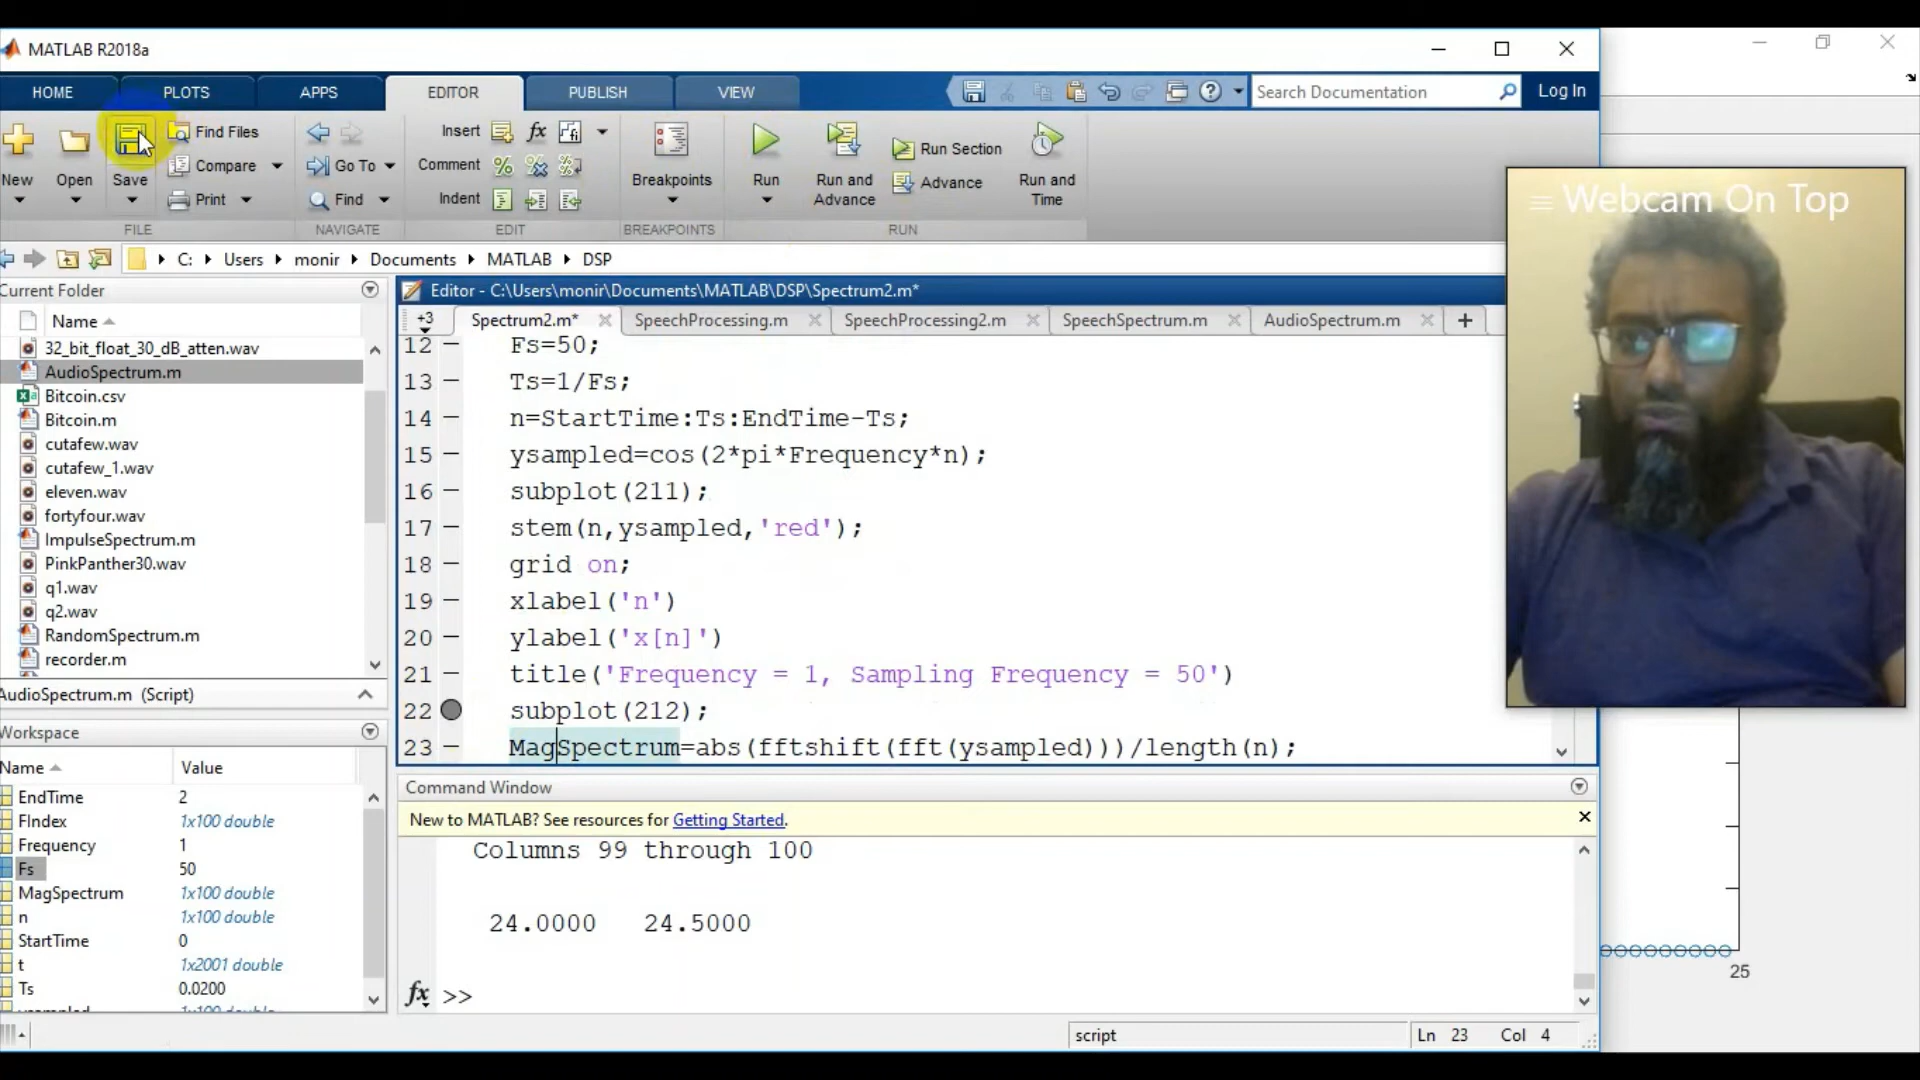 MATLAB R2018a
HOME PLOTS APPS EDITOR PUBLISH VIEW Search Documentation Log In
New Open Save Find Files Compare Print Go To Find Insert fx Comment Indent Breakpoints Run Run and Advance Run Section Advance Run and Time
FILE NAVIGATE EDIT BREAKPOINTS RUN
C: Users monir Documents MATLAB DSP
Webcam On Top
Current Folder
Name
32_bit_float_30_dB_atten.wav
AudioSpectrum.m
Bitcoin.csv
Bitcoin.m
cutafew.wav
cutafew_1.wav
eleven.wav
fortyfour.wav
ImpulseSpectrum.m
PinkPanther30.wav
q1.wav
q2.wav
RandomSpectrum.m
recorder.m
AudioSpectrum.m (Script)
Workspace
Name Value
EndTime 2
FIndex 1x100 double
Frequency 1
Fs 50
MagSpectrum 1x100 double
n 1x100 double
StartTime 0
t 1x2001 double
Ts 0.0200
Editor - C:\Users\monir\Documents\MATLAB\DSP\Spectrum2.m*
+3 Spectrum2.m* SpeechProcessing.m SpeechProcessing2.m SpeechSpectrum.m AudioSpectrum.m
12 Fs=50;
13 Ts=1/Fs;
14 n=StartTime:Ts:EndTime-Ts;
15 ysampled=cos(2*pi*Frequency*n);
16 subplot(211);
17 stem(n,ysampled,'red');
18 grid on;
19 xlabel('n')
20 ylabel('x[n]')
21 title('Frequency = 1, Sampling Frequency = 50')
22 subplot(212);
23 MagSpectrum=abs(fftshift(fft(ysampled)))/length(n);
Command Window
New to MATLAB? See resources for Getting Started.
Columns 99 through 100
24.0000 24.5000
fx >>
script Ln 23 Col 4
25